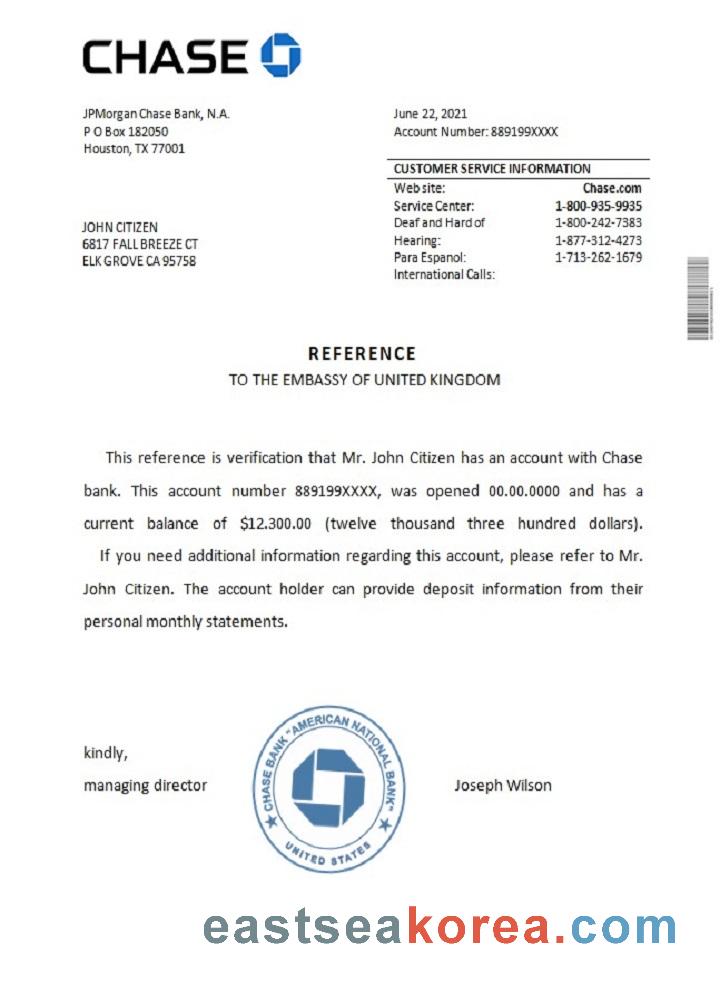 CHASE
JPMorgan Chase Bank, N.A.
P O Box 182050
Houston, TX 77001
June 22, 2021
Account Number: 889199XXXX
CUSTOMER SERVICE INFORMATION
Web site: Chase.com
Service Center: 1-800-935-9935
Deaf and Hard of 1-800-242-7383
Hearing: 1-877-312-4273
Para Espanol: 1-713-262-1679
International Calls:
JOHN CITIZEN
6817 FALL BREEZE CT
ELK GROVE CA 95758
REFERENCE
TO THE EMBASSY OF UNITED KINGDOM
This reference is verification that Mr. John Citizen has an account with Chase
bank. This account number 889199XXXX, was opened 00.00.0000 and has a
current balance of $12.300.00 (twelve thousand three hundred dollars).
If you need additional information regarding this account, please refer to Mr.
John Citizen. The account holder can provide deposit information from their
personal monthly statements.
kindly,
managing director
CHASE BANK "AMERICAN NATIONAL BANK"
UNITED STATES
Joseph Wilson
eastseakorea.com